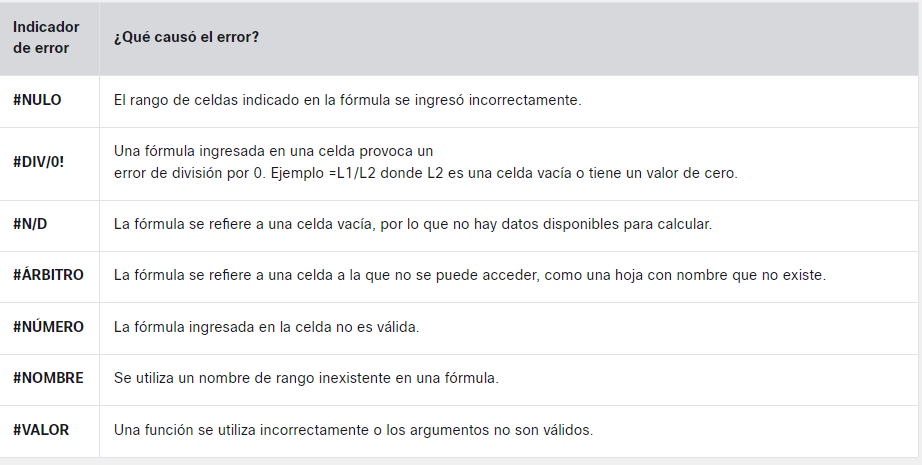 Indicador
de error
¿Qué causó el error?
#NULO
El rango de celdas indicado en la fórmula se ingresó incorrectamente.
#DIV/0!
Una fórmula ingresada en una celda provoca un
error de división por 0. Ejemplo =L1/L2 donde L2 es una celda vacía o tiene un valor de cero.
#N/D
La fórmula se refiere a una celda vacía, por lo que no hay datos disponibles para calcular.
#ÁRBITRO
La fórmula se refiere a una celda a la que no se puede acceder, como una hoja con nombre que no existe.
#NÚMERO
La fórmula ingresada en la celda no es válida.
#NOMBRE
Se utiliza un nombre de rango inexistente en una fórmula.
#VALOR
Una función se utiliza incorrectamente o los argumentos no son válidos.